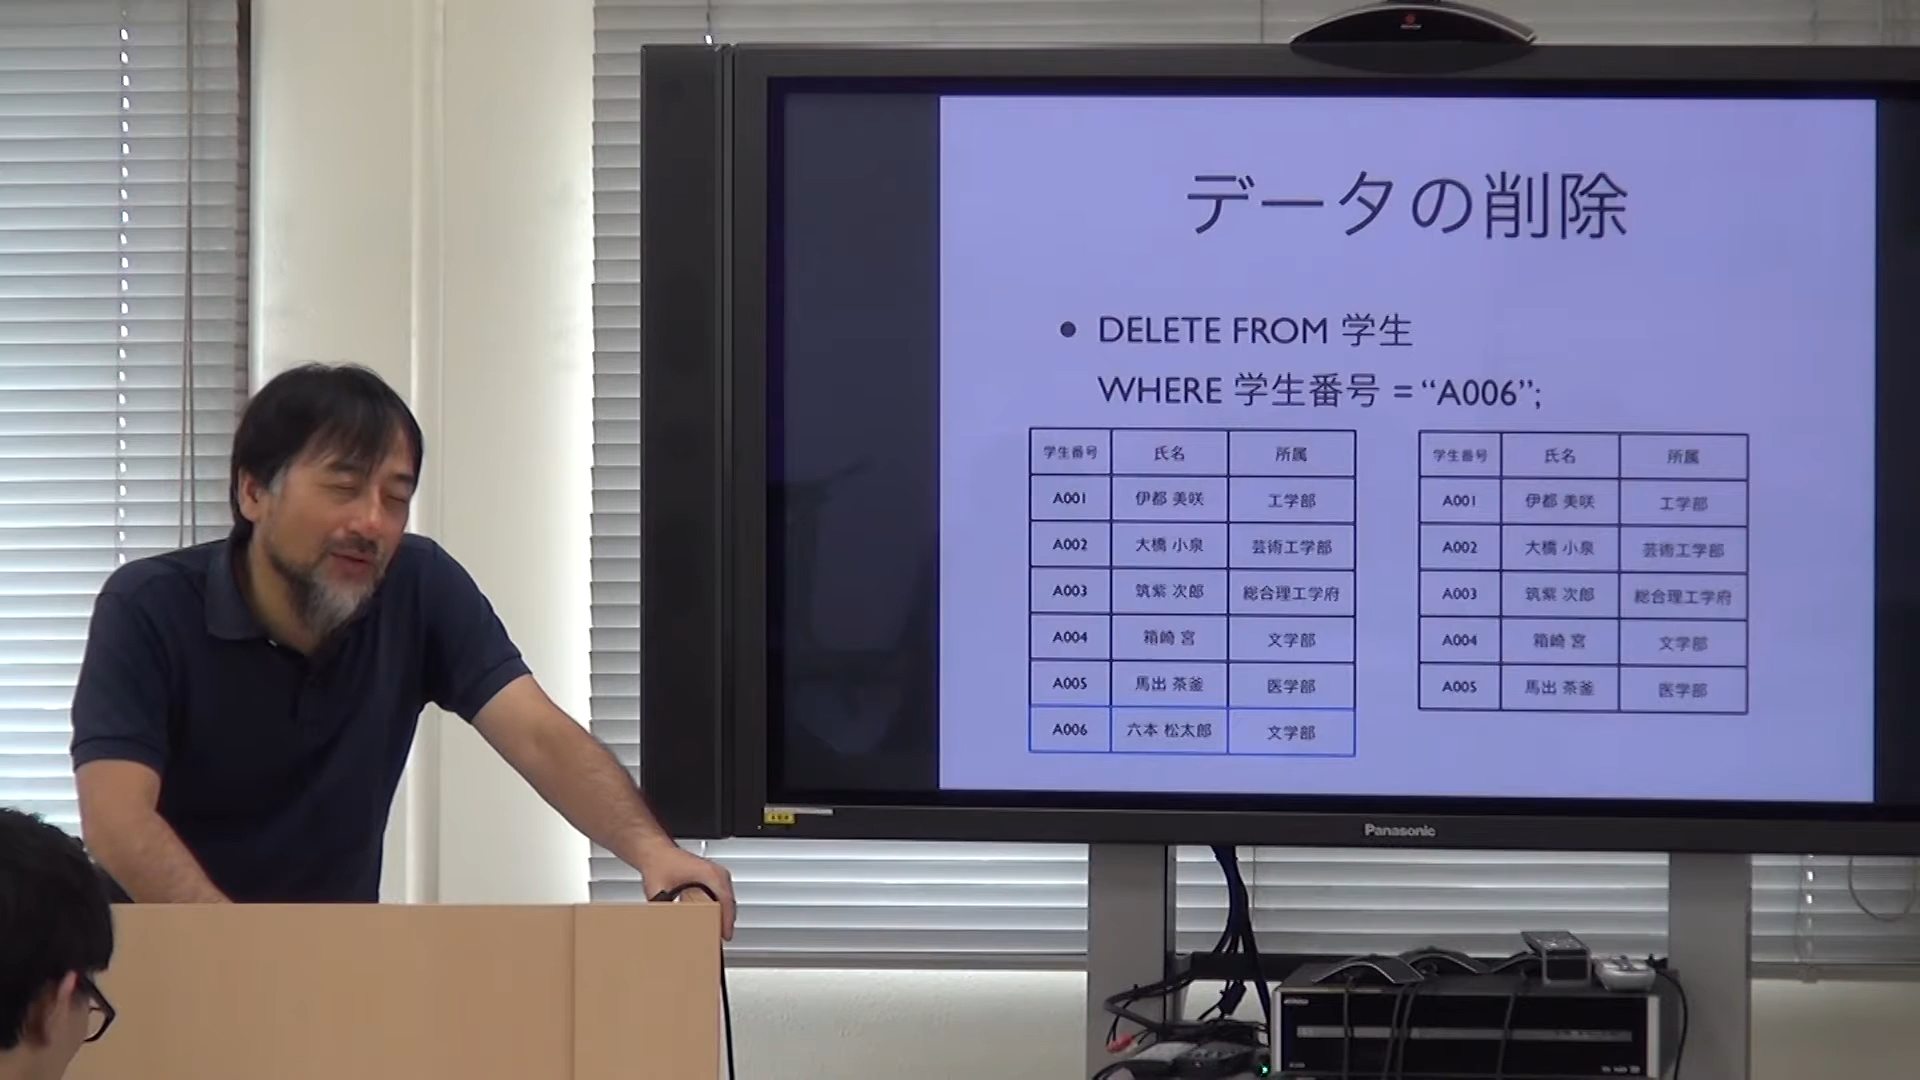 データの削除
• DELETE FROM 学生
WHERE 学生番号 = “A006”;
学生番号 氏名 所属
A001 伊都 美咲 工学部
A002 大橋 小泉 芸術工学部
A003 筑紫 次郎 総合理工学府
A004 箱崎 宮 文学部
A005 馬出 茶釜 医学部
A006 六本 松太郎 文学部
学生番号 氏名 所属
A001 伊都 美咲 工学部
A002 大橋 小泉 芸術工学部
A003 筑紫 次郎 総合理工学府
A004 箱崎 宮 文学部
A005 馬出 茶釜 医学部
Panasonic